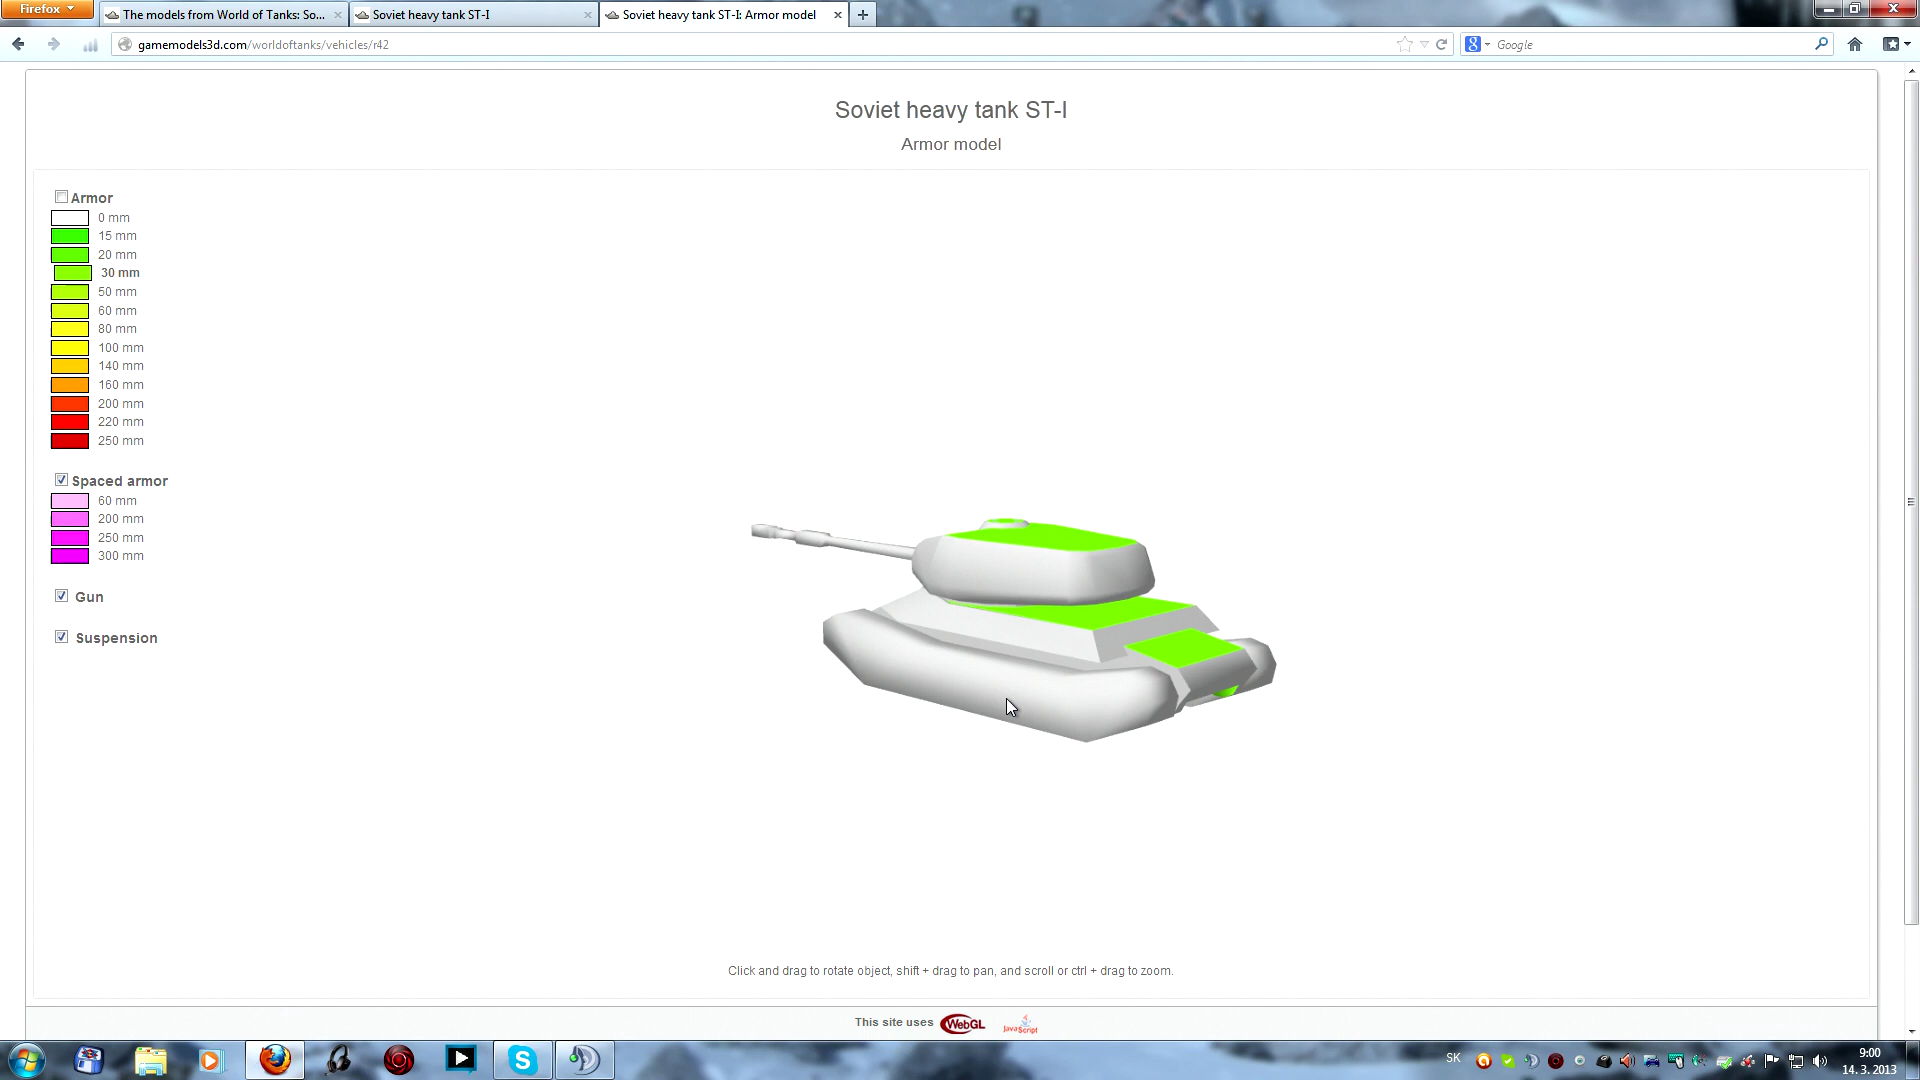 Firefox
The models from World of Tanks: So...
Soviet heavy tank ST-I
Soviet heavy tank ST-I: Armor model
gamemodels3d.com/worldoftanks/vehicles/r42
Google
Soviet heavy tank ST-I
Armor model
Armor
0 mm
15 mm
20 mm
30 mm
50 mm
60 mm
80 mm
100 mm
140 mm
160 mm
200 mm
220 mm
250 mm
Spaced armor
60 mm
200 mm
250 mm
300 mm
Gun
Suspension
Click and drag to rotate object, shift + drag to pan, and scroll or ctrl + drag to zoom.
This site uses WebGL JavaScript
SK
9:00
14. 3. 2013